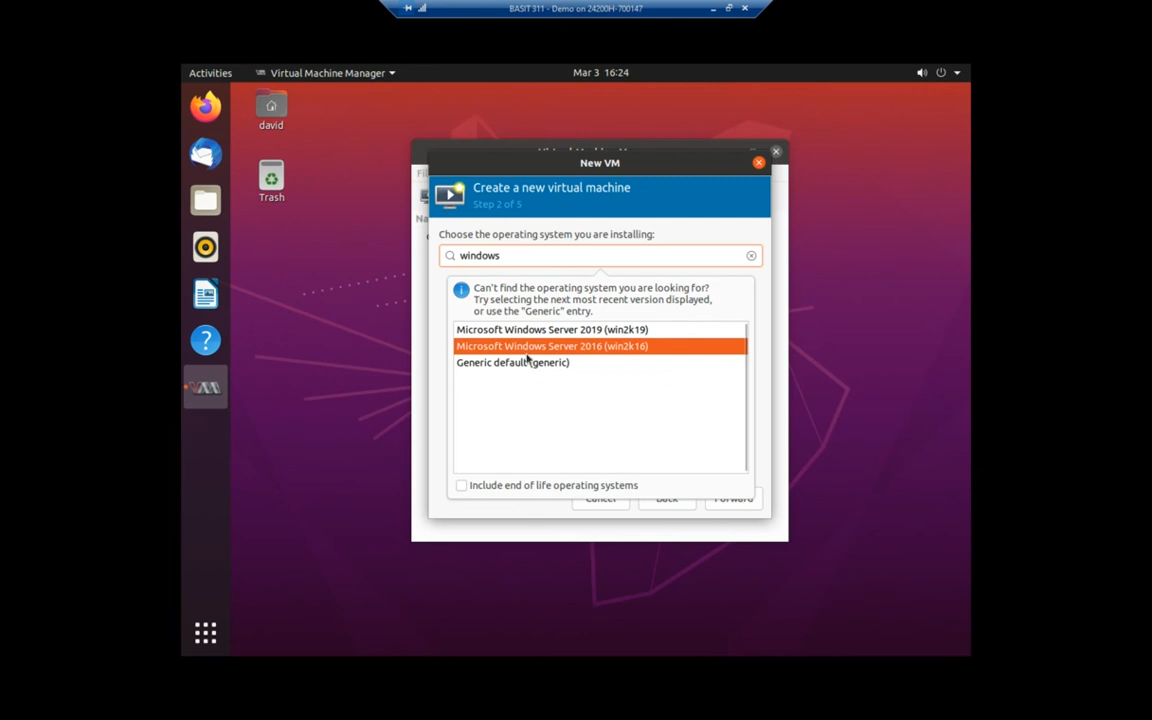 BASIT 311 - Demo on 24200H-700147
Activities
Virtual Machine Manager
Mar 3 16:24
david
Trash
New VM
Create a new virtual machine
Step 2 of 5
Choose the operating system you are installing:
windows
Can't find the operating system you are looking for?
Try selecting the next most recent version displayed,
or use the "Generic" entry.
Microsoft Windows Server 2019 (win2k19)
Microsoft Windows Server 2016 (win2k16)
Generic default (generic)
Include end of life operating systems
Cancel
Back
Forward